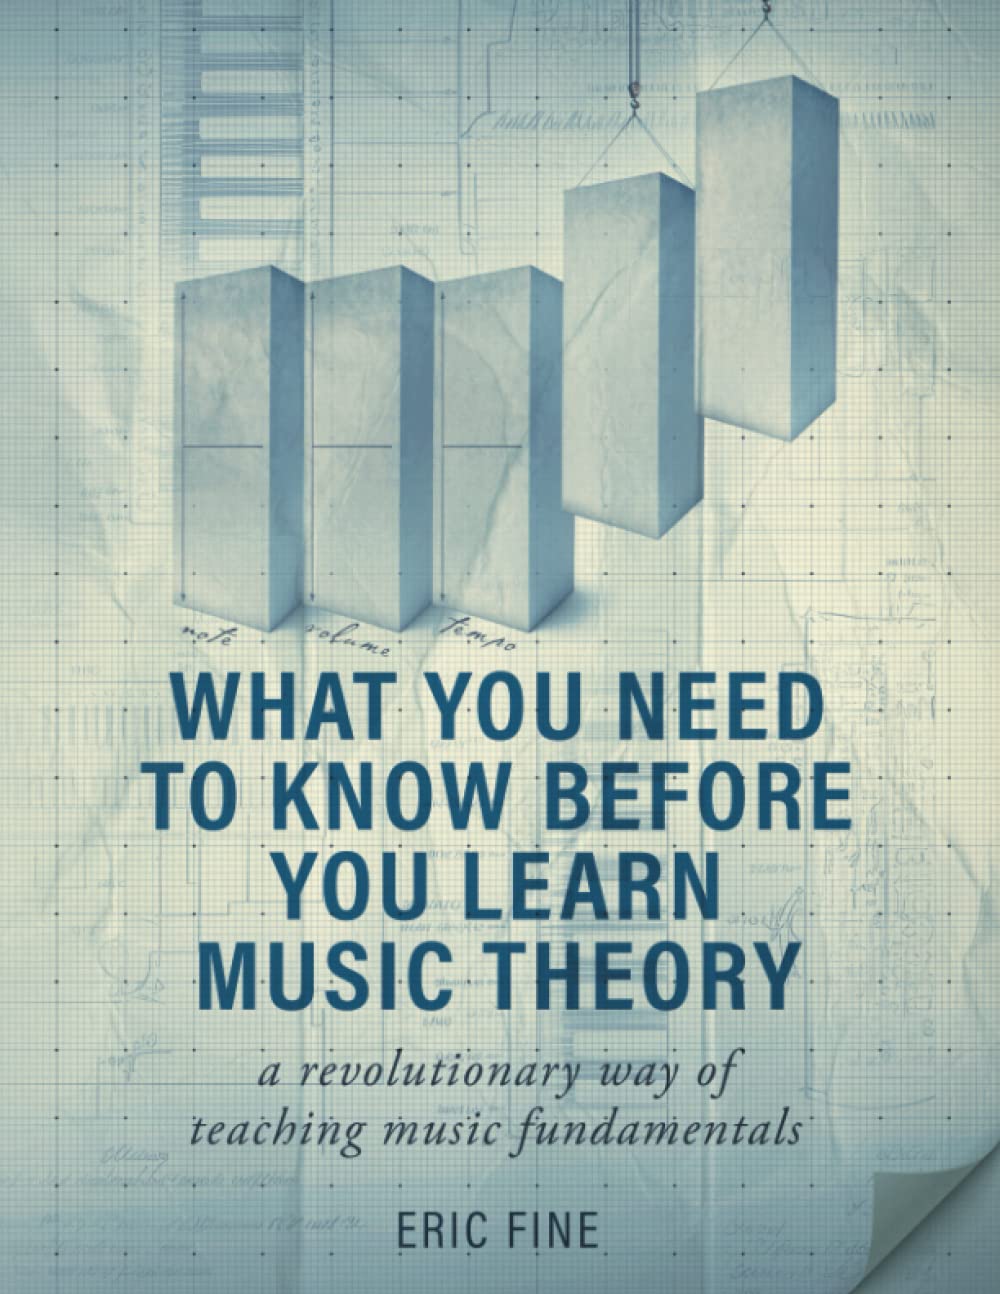 note volume tempo
WHAT YOU NEED
TO KNOW BEFORE
YOU LEARN
MUSIC THEORY
a revolutionary way of
teaching music fundamentals
ERIC FINE